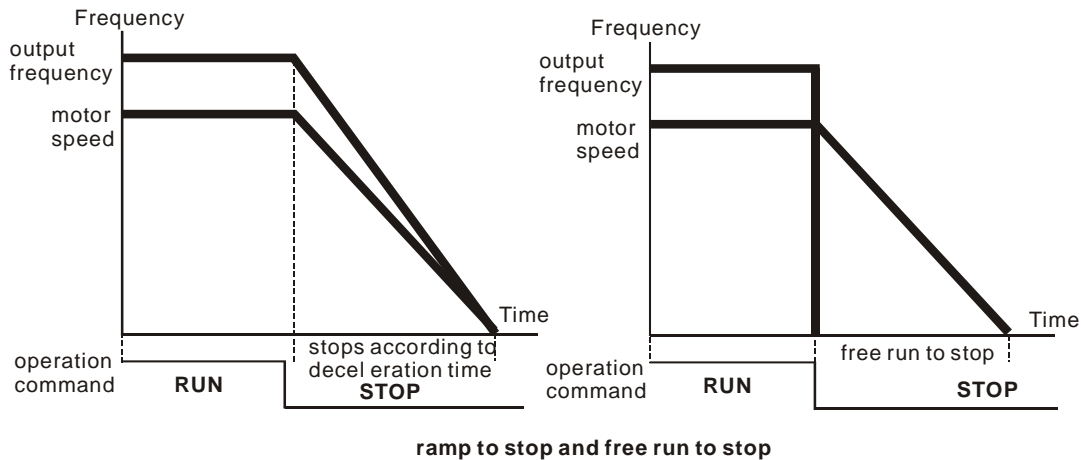 Frequency
output
frequency
motor
speed
Time
stops according to
decel eration time
operation
command
RUN
STOP
Frequency
output
frequency
motor
speed
Time
free run to stop
operation
command
RUN
STOP
ramp to stop and free run to stop